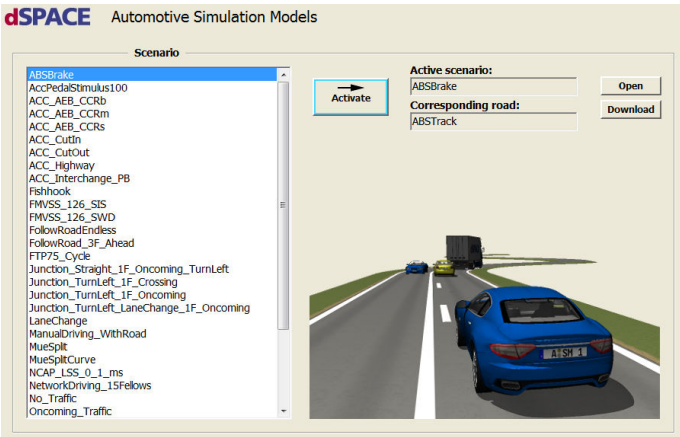 dSPACE Automotive Simulation Models
Scenario
ABSBrake
AccPedalStimulus100
ACC_AEB_CCRb
ACC_AEB_CCRm
ACC_AEB_CCRs
ACC_CutIn
ACC_CutOut
ACC_Highway
ACC_Interchange_PB
Fishhook
FMVSS_126_SIS
FMVSS_126_SWD
FollowRoadEndless
FollowRoad_3F_Ahead
FTP75_Cycle
Junction_Straight_1F_Oncoming_TurnLeft
Junction_TurnLeft_1F_Crossing
Junction_TurnLeft_1F_Oncoming
Junction_TurnLeft_LaneChange_1F_Oncoming
LaneChange
ManualDriving_WithRoad
MueSplit
MueSplitCurve
NCAP_LSS_0_1_ms
NetworkDriving_15Fellows
No_Traffic
Oncoming_Traffic
Activate
Active scenario:
ABSBrake
Corresponding road:
ABSTrack
Open
Download
A SM 1